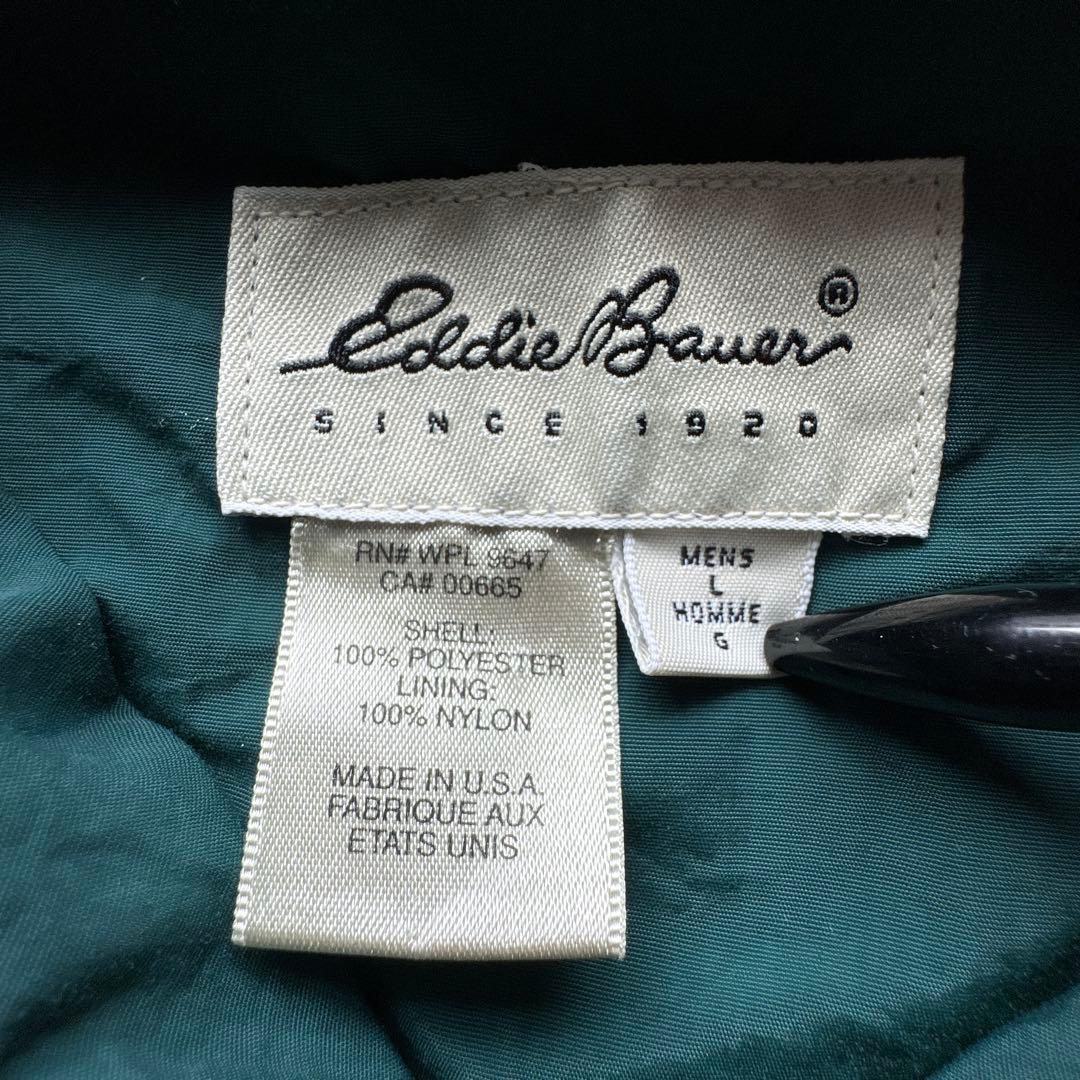 Eddie Bauer ®
SINCE 1920
RN# WPL 9647
CA# 00665
SHELL:
100% POLYESTER
LINING:
100% NYLON
MADE IN U.S.A.
FABRIQUE AUX
ETATS UNIS
MENS
L
HOMME
G